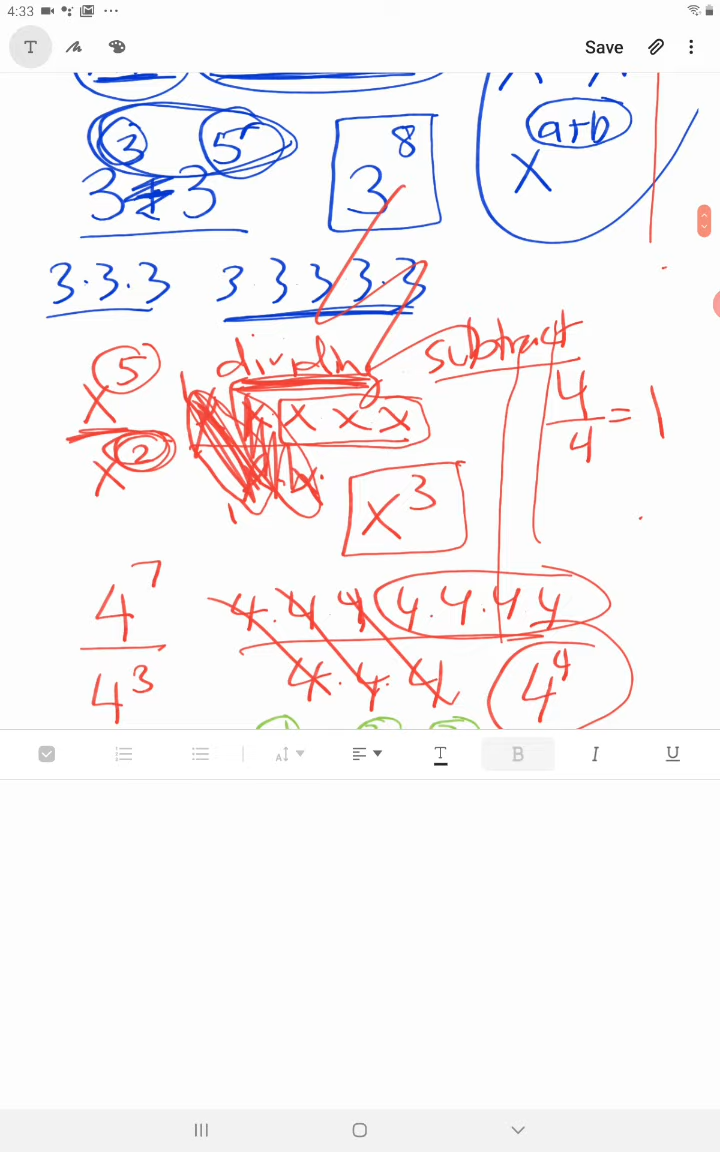 4:33
T Save
3^5 3^5 3^8 x^{a+b}
3·3·3 3 3 3 3·3
dividing subtract
x^5 x x x x 4/4 = 1
x^2 x^3
4^7 4·4 4 4·4·4 4
4^3 4·4·4 4^4
T B I U